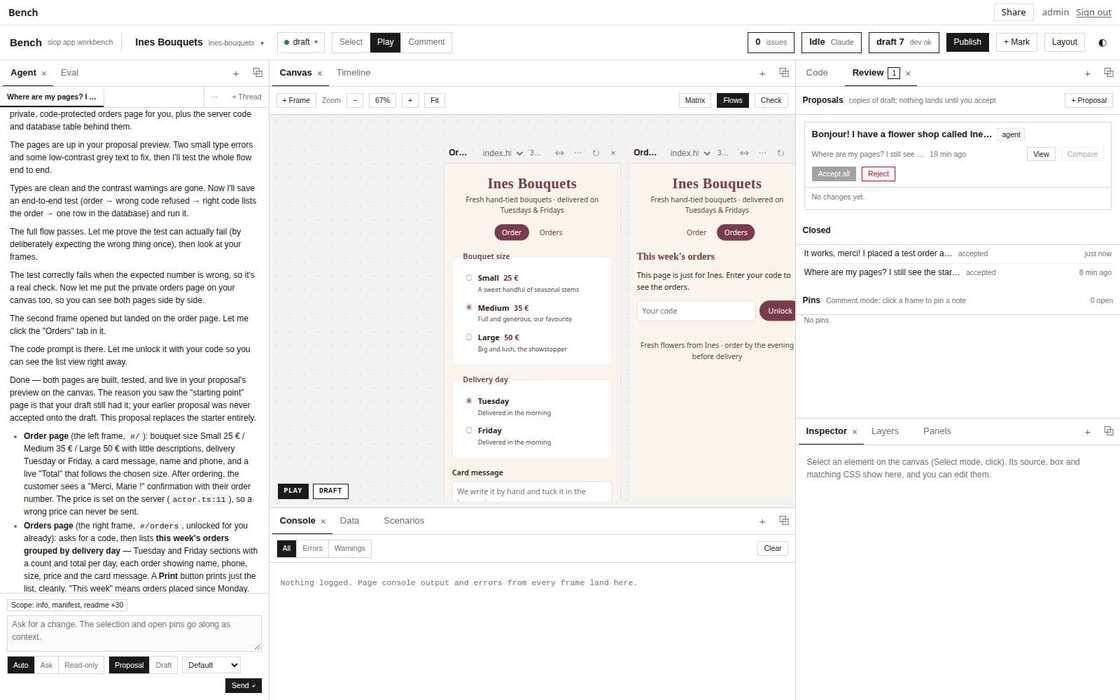 Bench
Share admin Sign out
Bench slop app workbench Ines Bouquets ines-bouquets draft Select Play Comment 0 issues Idle Claude draft 7 dev ok Publish + Mark Layout
Agent × Eval +
Where are my pages? I … ··· + Thread
private, code-protected orders page for you, plus the server code
and database table behind them.
The pages are up in your proposal preview. Two small type errors
and some low-contrast grey text to fix, then I'll test the whole flow
end to end.
Types are clean and the contrast warnings are gone. Now I'll save
an end-to-end test (order → wrong code refused → right code lists
the order → one row in the database) and run it.
The full flow passes. Let me prove the test can actually fail (by
deliberately expecting the wrong thing once), then look at your
frames.
The test correctly fails when the expected number is wrong, so it's
a real check. Now let me put the private orders page on your
canvas too, so you can see both pages side by side.
The second frame opened but landed on the order page. Let me
click the "Orders" tab in it.
The code prompt is there. Let me unlock it with your code so you
can see the list view right away.
Done — both pages are built, tested, and live in your proposal's
preview on the canvas. The reason you saw the "starting point"
page is that your draft still had it; your earlier proposal was never
accepted onto the draft. This proposal replaces the starter entirely.
• Order page (the left frame, #/ ): bouquet size Small 25 € /
Medium 35 € / Large 50 € with little descriptions, delivery
Tuesday or Friday, a card message, name and phone, and a
live "Total" that follows the chosen size. After ordering, the
customer sees a "Merci, Marie !" confirmation with their order
number. The price is set on the server ( actor.ts:11 ), so a
wrong price can never be sent.
• Orders page (the right frame, #/orders , unlocked for you
already): asks for a code, then lists this week's orders
grouped by delivery day — Tuesday and Friday sections with
a count and total per day, each order showing name, phone,
size, price and the card message. A Print button prints just the
list, cleanly. "This week" means orders placed since Monday.
Scope: info, manifest, readme +30
Ask for a change. The selection and open pins go along as
context.
Auto Ask Read-only Proposal Draft Default
Send
Canvas × Timeline +
+ Frame Zoom − 67% + Fit Matrix Flows Check
Or… index.ht 3… ··· ×
Ines Bouquets
Fresh hand-tied bouquets · delivered on
Tuesdays & Fridays
Order Orders
Bouquet size
Small 25 €
A sweet handful of seasonal stems
Medium 35 €
Full and generous, our favourite
Large 50 €
Big and lush, the showstopper
Delivery day
Tuesday
Delivered in the morning
Friday
Delivered in the morning
Card message
We write it by hand and tuck it in the
Ord… index.ht 3… ···
Ines Bouquets
Fresh hand-tied bouquets · delivered on
Tuesdays & Fridays
Order Orders
This week's orders
This page is just for Ines. Enter your code to
see the orders.
Your code Unlock
Fresh flowers from Ines · order by the evening
before delivery
PLAY DRAFT
Console × Data Scenarios +
All Errors Warnings Clear
Nothing logged. Page console output and errors from every frame land here.
Code Review 1 × +
Proposals copies of draft; nothing lands until you accept + Proposal
Bonjour! I have a flower shop called Ine… agent
Where are my pages? I still see … 19 min ago View Compare
Accept all Reject
No changes yet.
Closed
It works, merci! I placed a test order a… accepted just now
Where are my pages? I still see the star… accepted 8 min ago
Pins Comment mode: click a frame to pin a note 0 open
No pins.
Inspector × Layers Panels +
Select an element on the canvas (Select mode, click). Its source, box and
matching CSS show here, and you can edit them.